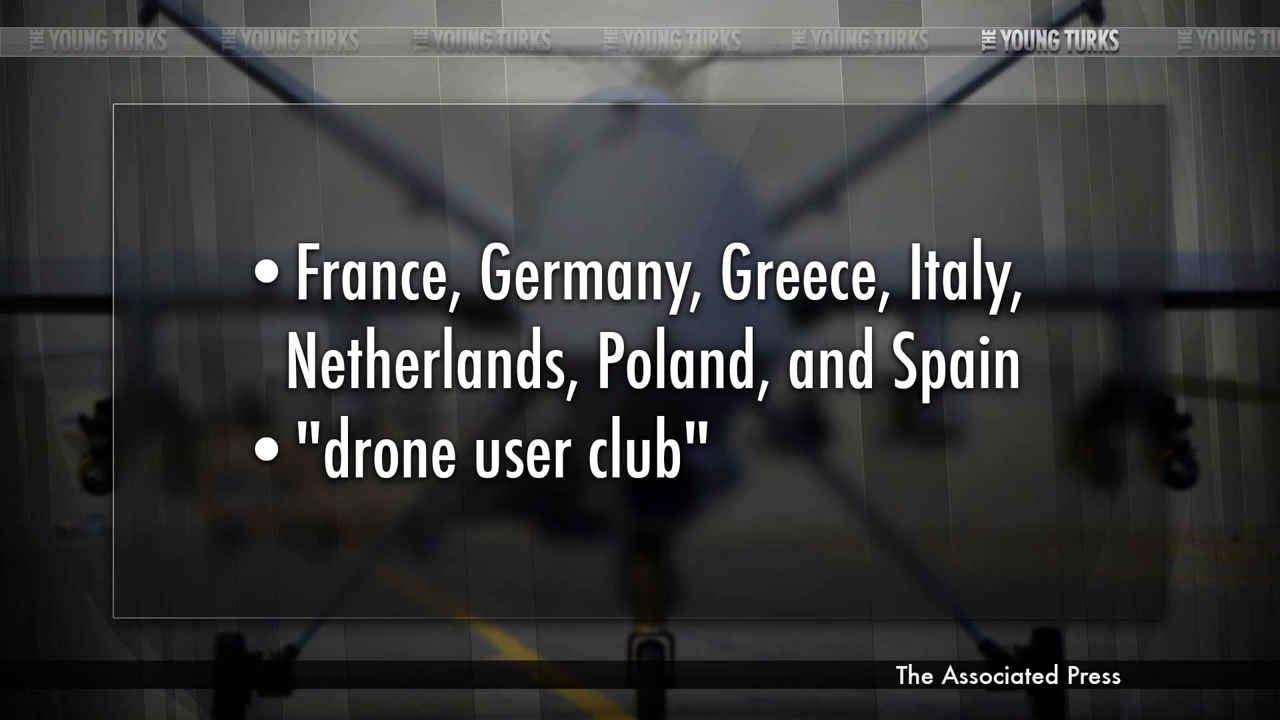 THE YOUNG TURKS THE YOUNG TURKS THE YOUNG TURKS THE YOUNG TURKS THE YOUNG TURKS THE YOUNG TURKS THE YOUNG TU
• France, Germany, Greece, Italy,
Netherlands, Poland, and Spain
• "drone user club"
The Associated Press